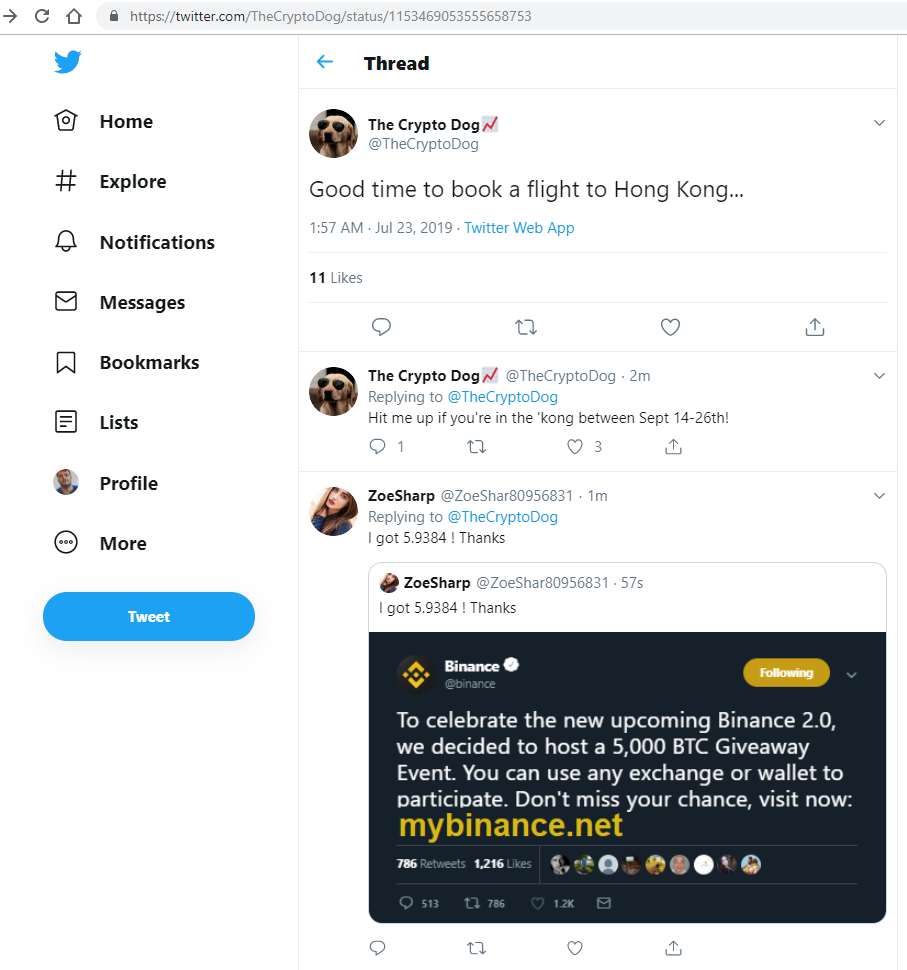 https://twitter.com/TheCryptoDog/status/1153469053555658753
Thread
Home
Explore
Notifications
Messages
Bookmarks
Lists
Profile
More
Tweet
The Crypto Dog📈
@TheCryptoDog
Good time to book a flight to Hong Kong...
1:57 AM · Jul 23, 2019 · Twitter Web App
11 Likes
The Crypto Dog📈 @TheCryptoDog · 2m
Replying to @TheCryptoDog
Hit me up if you're in the 'kong between Sept 14-26th!
1 3
ZoeSharp @ZoeShar80956831 · 1m
Replying to @TheCryptoDog
I got 5.9384 ! Thanks
ZoeSharp @ZoeShar80956831 · 57s
I got 5.9384 ! Thanks
Binance
@binance
Following
To celebrate the new upcoming Binance 2.0,
we decided to host a 5,000 BTC Giveaway
Event. You can use any exchange or wallet to
participate. Don't miss your chance, visit now:
mybinance.net
786 Retweets 1,216 Likes
513 786 1.2K